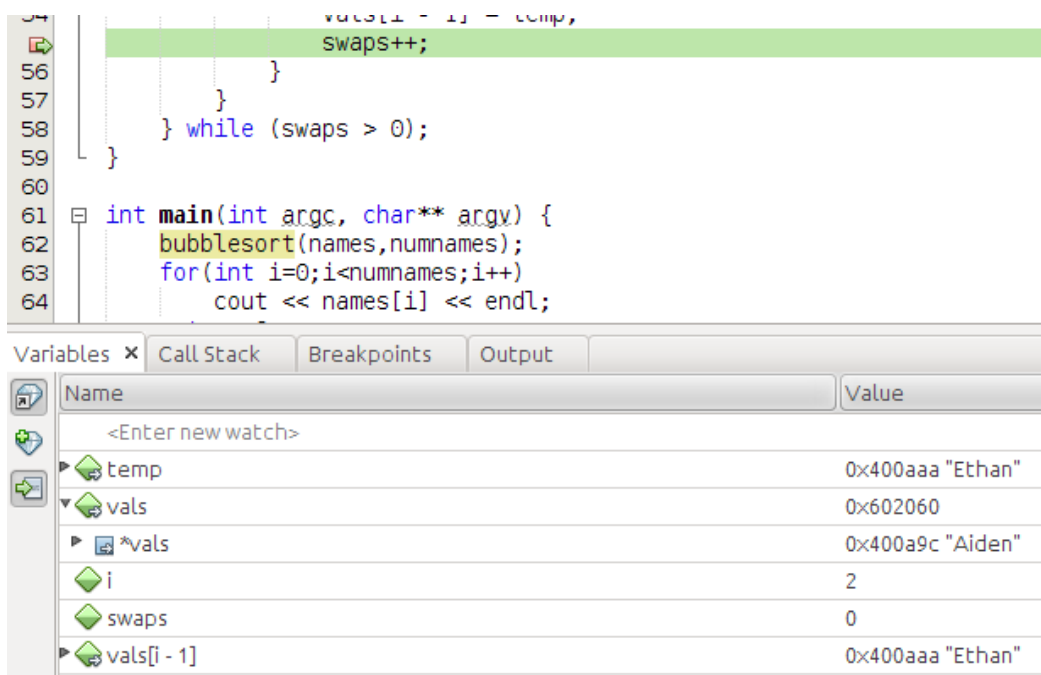 swaps++;
56 }
57 }
58 } while (swaps > 0);
59 }
60
61 int main(int argc, char** argv) {
62 bubblesort(names,numnames);
63 for(int i=0;i<numnames;i++)
64 cout << names[i] << endl;
Variables × Call Stack Breakpoints Output
Name Value
<Enter new watch>
temp 0x400aaa "Ethan"
vals 0x602060
*vals 0x400a9c "Aiden"
i 2
swaps 0
vals[i - 1] 0x400aaa "Ethan"